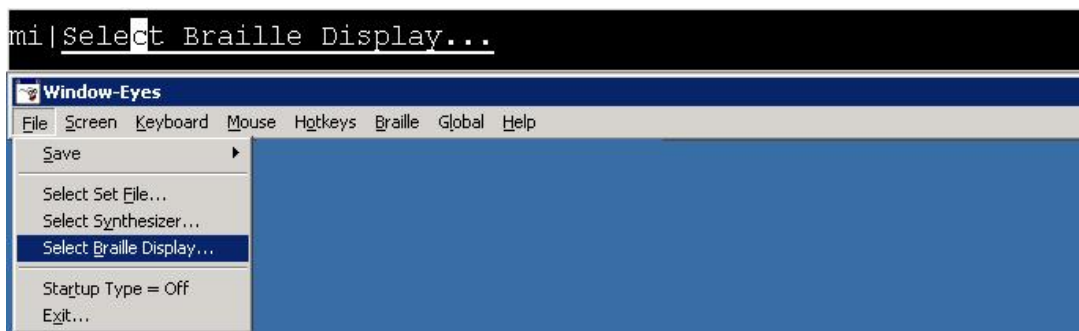 mi|Select Braille Display...
Window-Eyes
File Screen Keyboard Mouse Hotkeys Braille Global Help
Save
Select Set File...
Select Synthesizer...
Select Braille Display...
Startup Type = Off
Exit...